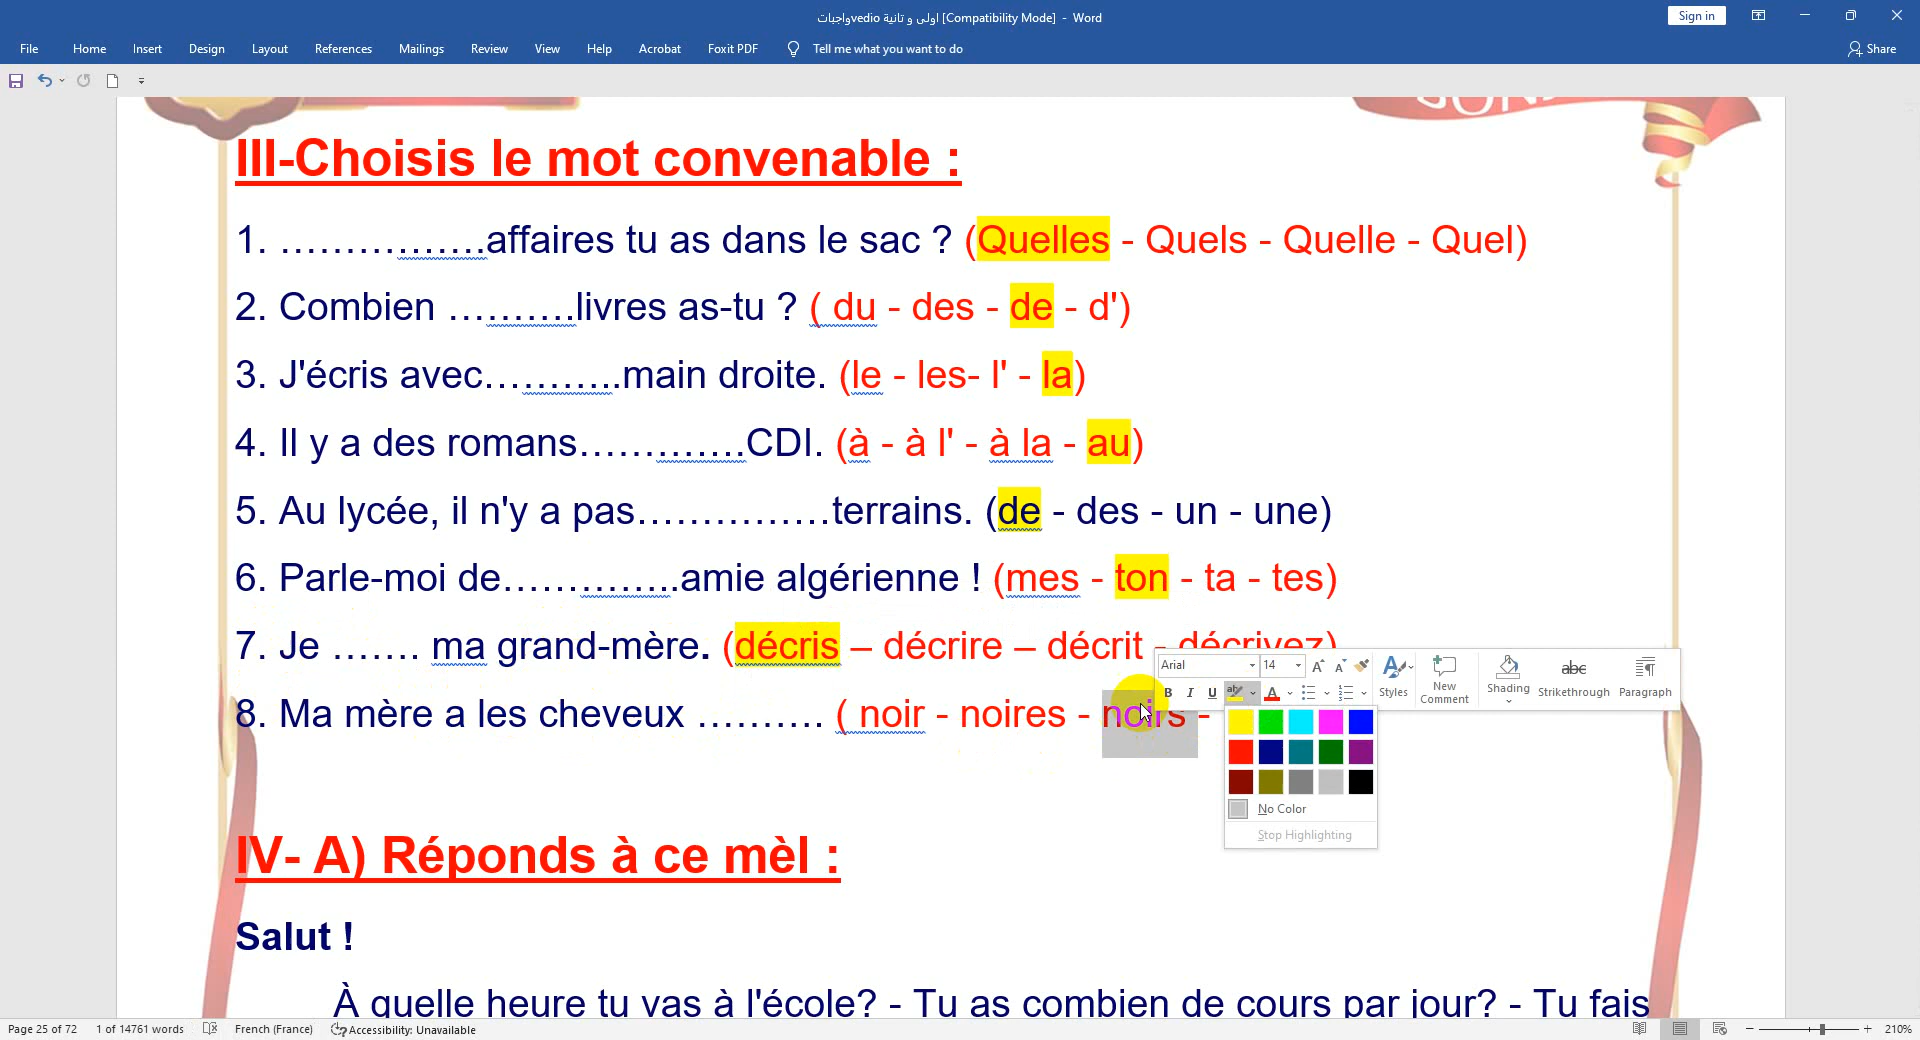 واجباتvedio اولى و تانية [Compatibility Mode] - Word
Sign in
File Home Insert Design Layout References Mailings Review View Help Acrobat Foxit PDF Tell me what you want to do
Share
III-Choisis le mot convenable :
1. …………….affaires tu as dans le sac ? (Quelles - Quels - Quelle - Quel)
2. Combien ……….livres as-tu ? ( du - des - de - d')
3. J'écris avec………..main droite. (le - les- l' - la)
4. Il y a des romans………….CDI. (à - à l' - à la - au)
5. Au lycée, il n'y a pas……………terrains. (de - des - un - une)
6. Parle-moi de…………..amie algérienne ! (mes - ton - ta - tes)
7. Je ……. ma grand-mère. (décris – décrire – décrit - décrivez)
8. Ma mère a les cheveux ………. ( noir - noires - noirs -
Arial 14
B I U
Styles
New Comment
Shading
Strikethrough
Paragraph
No Color
Stop Highlighting
IV- A) Réponds à ce mèl :
Salut !
À quelle heure tu vas à l'école? - Tu as combien de cours par jour? - Tu fais
Page 25 of 72 1 of 14761 words French (France) Accessibility: Unavailable 210%